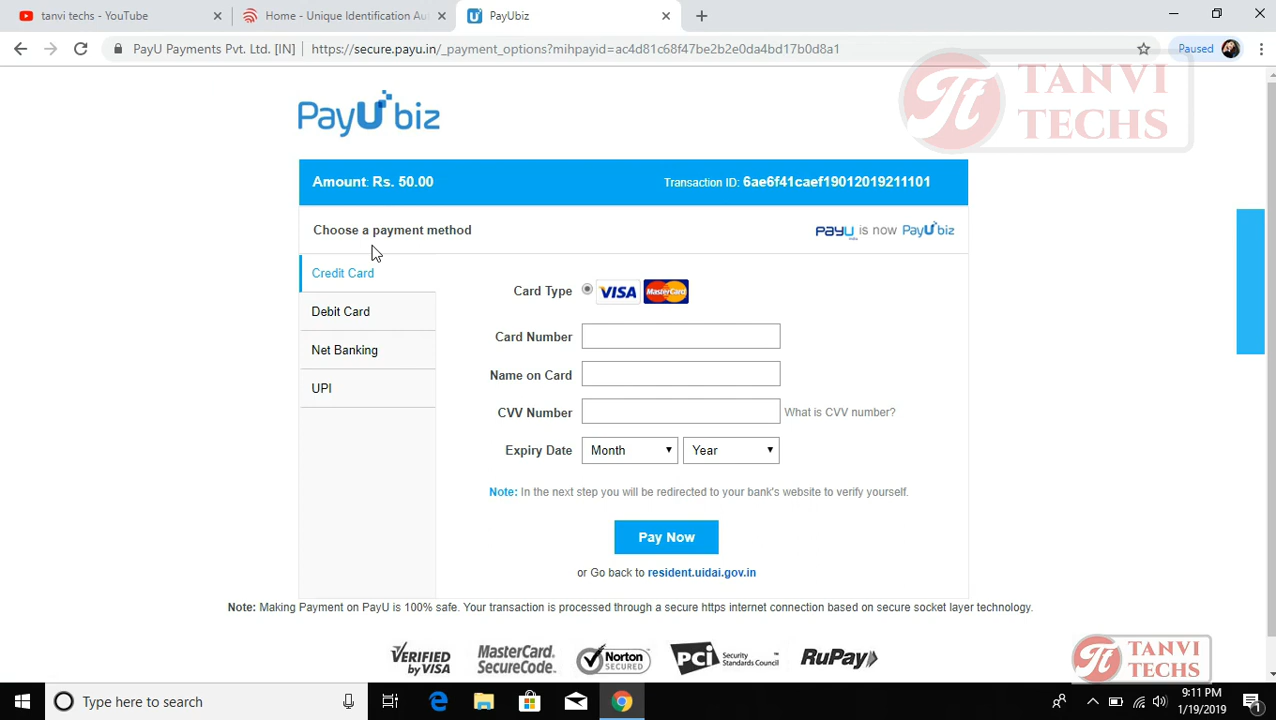 tanvi techs - YouTube
Home - Unique Identification Au
PayUbiz
PayU Payments Pvt. Ltd. [IN] https://secure.payu.in/_payment_options?mihpayid=ac4d81c68f47be2b2e0da4bd17b0d8a1
Paused
Tt TANVI TECHS
PayU biz
Amount: Rs. 50.00 Transaction ID: 6ae6f41caef19012019211101
Choose a payment method
PayU india is now PayU biz
Credit Card
Debit Card
Net Banking
UPI
Card Type VISA MasterCard
Card Number
Name on Card
CVV Number What is CVV number?
Expiry Date Month Year
Note: In the next step you will be redirected to your bank's website to verify yourself.
Pay Now
or Go back to resident.uidai.gov.in
Note: Making Payment on PayU is 100% safe. Your transaction is processed through a secure https internet connection based on secure socket layer technology.
VERIFIED by VISA
MasterCard. SecureCode.
Norton SECURED
PCI Security Standards Council
RuPay
Tt TANVI TECHS
Type here to search
9:11 PM
1/19/2019
1